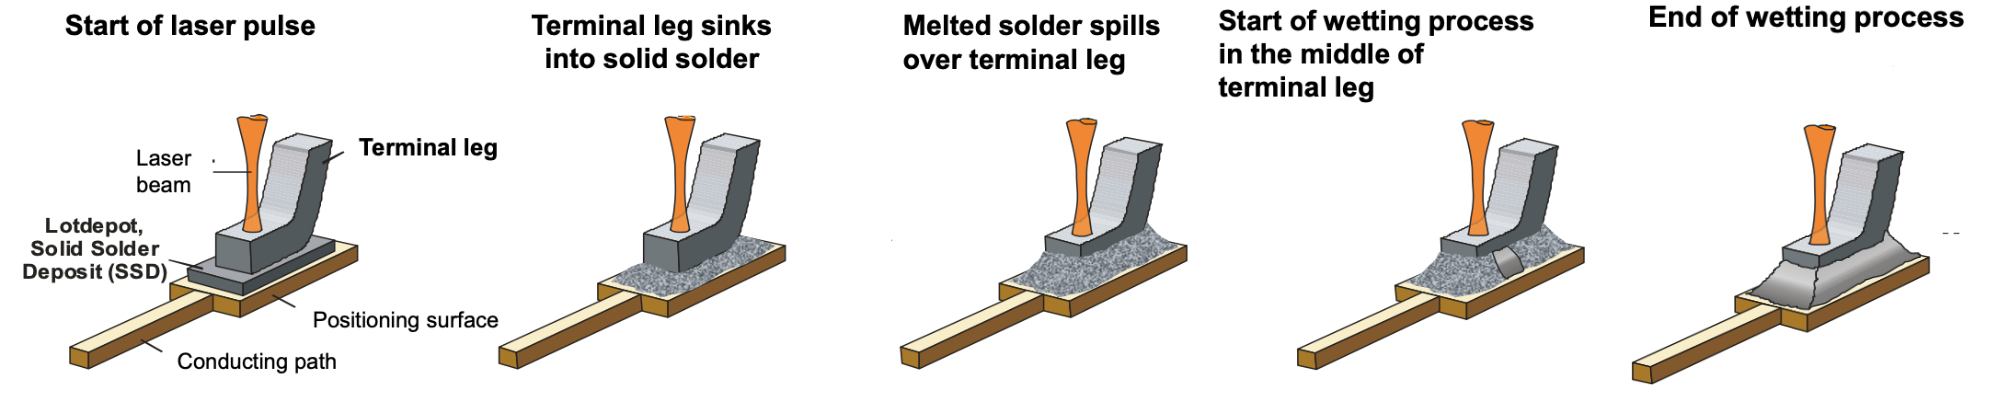 Start of laser pulse
Terminal leg sinks
into solid solder
Melted solder spills
over terminal leg
Start of wetting process
in the middle of
terminal leg
End of wetting process
Laser
beam
Terminal leg
Lotdepot,
Solid Solder
Deposit (SSD)
Positioning surface
Conducting path